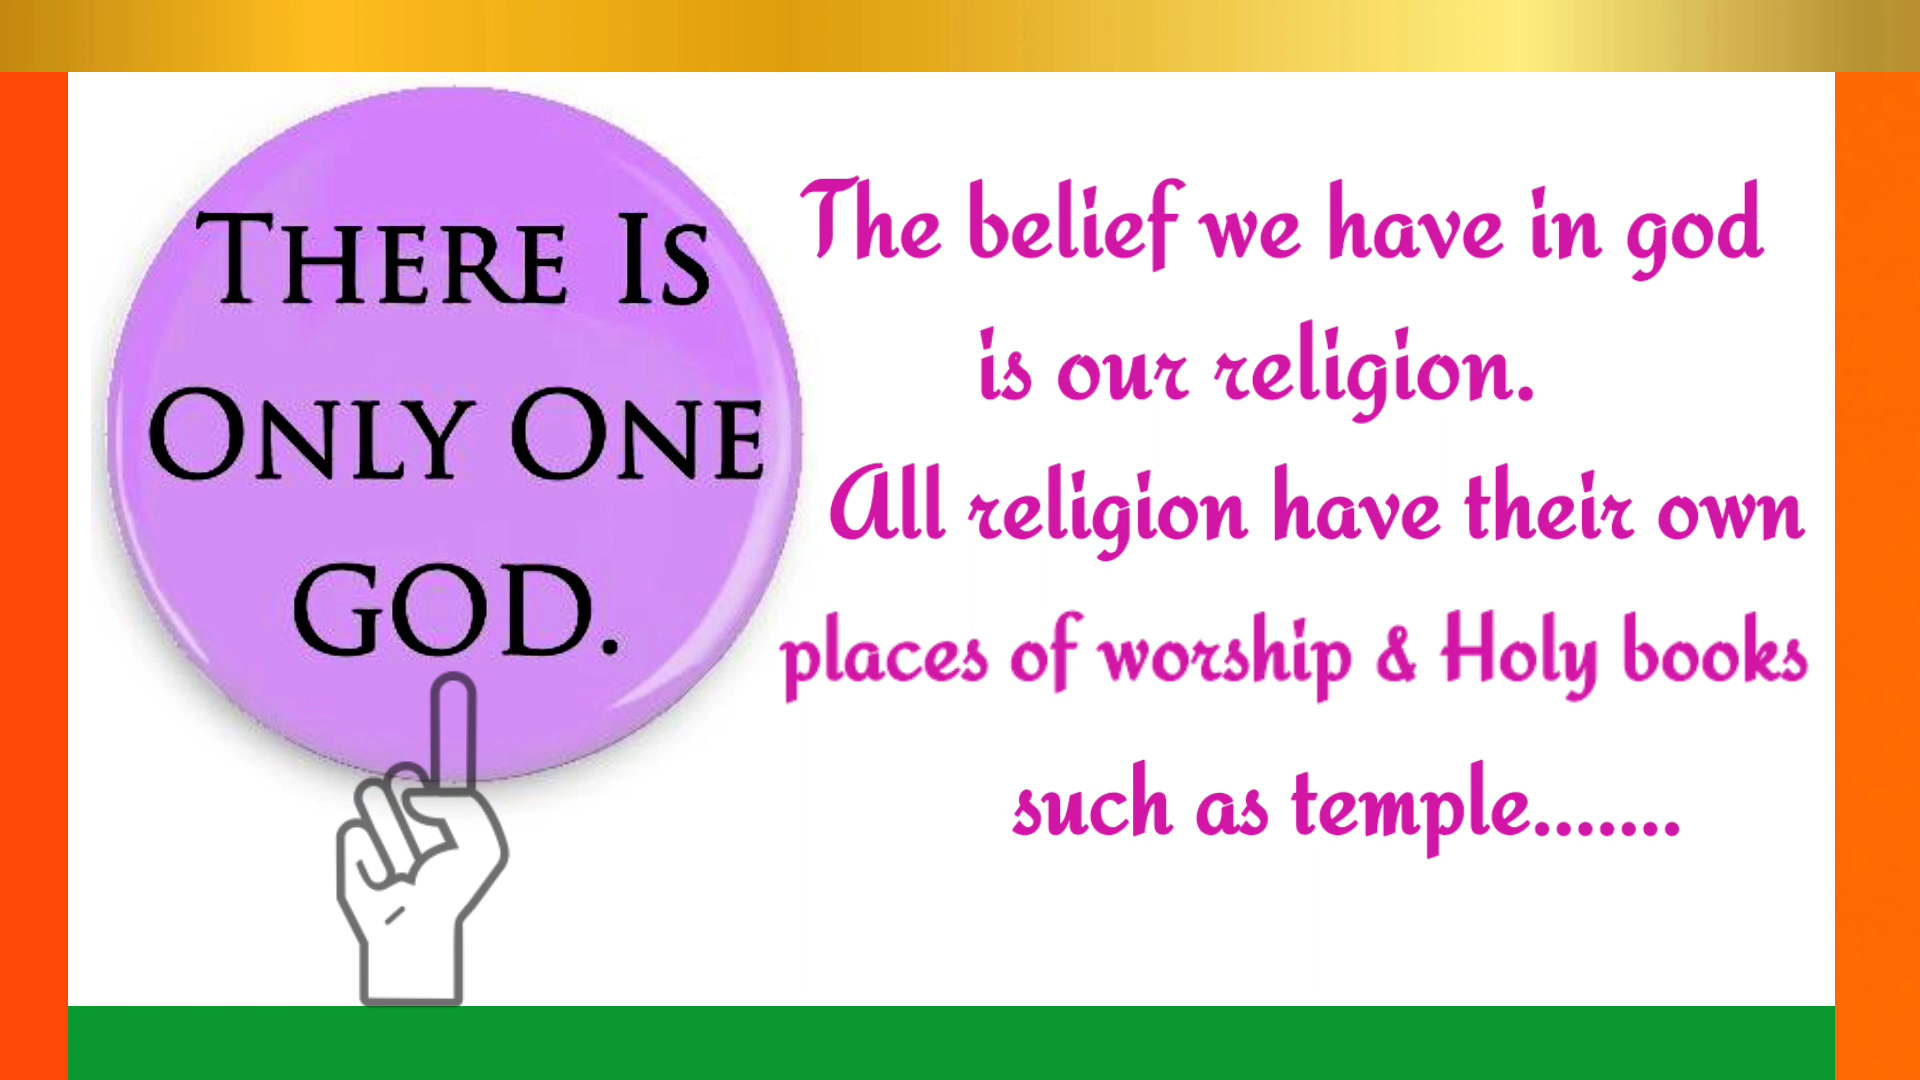 THERE IS
ONLY ONE
GOD.
The belief we have in god
is our religion.
All religion have their own
places of worship & Holy books
such as temple.......